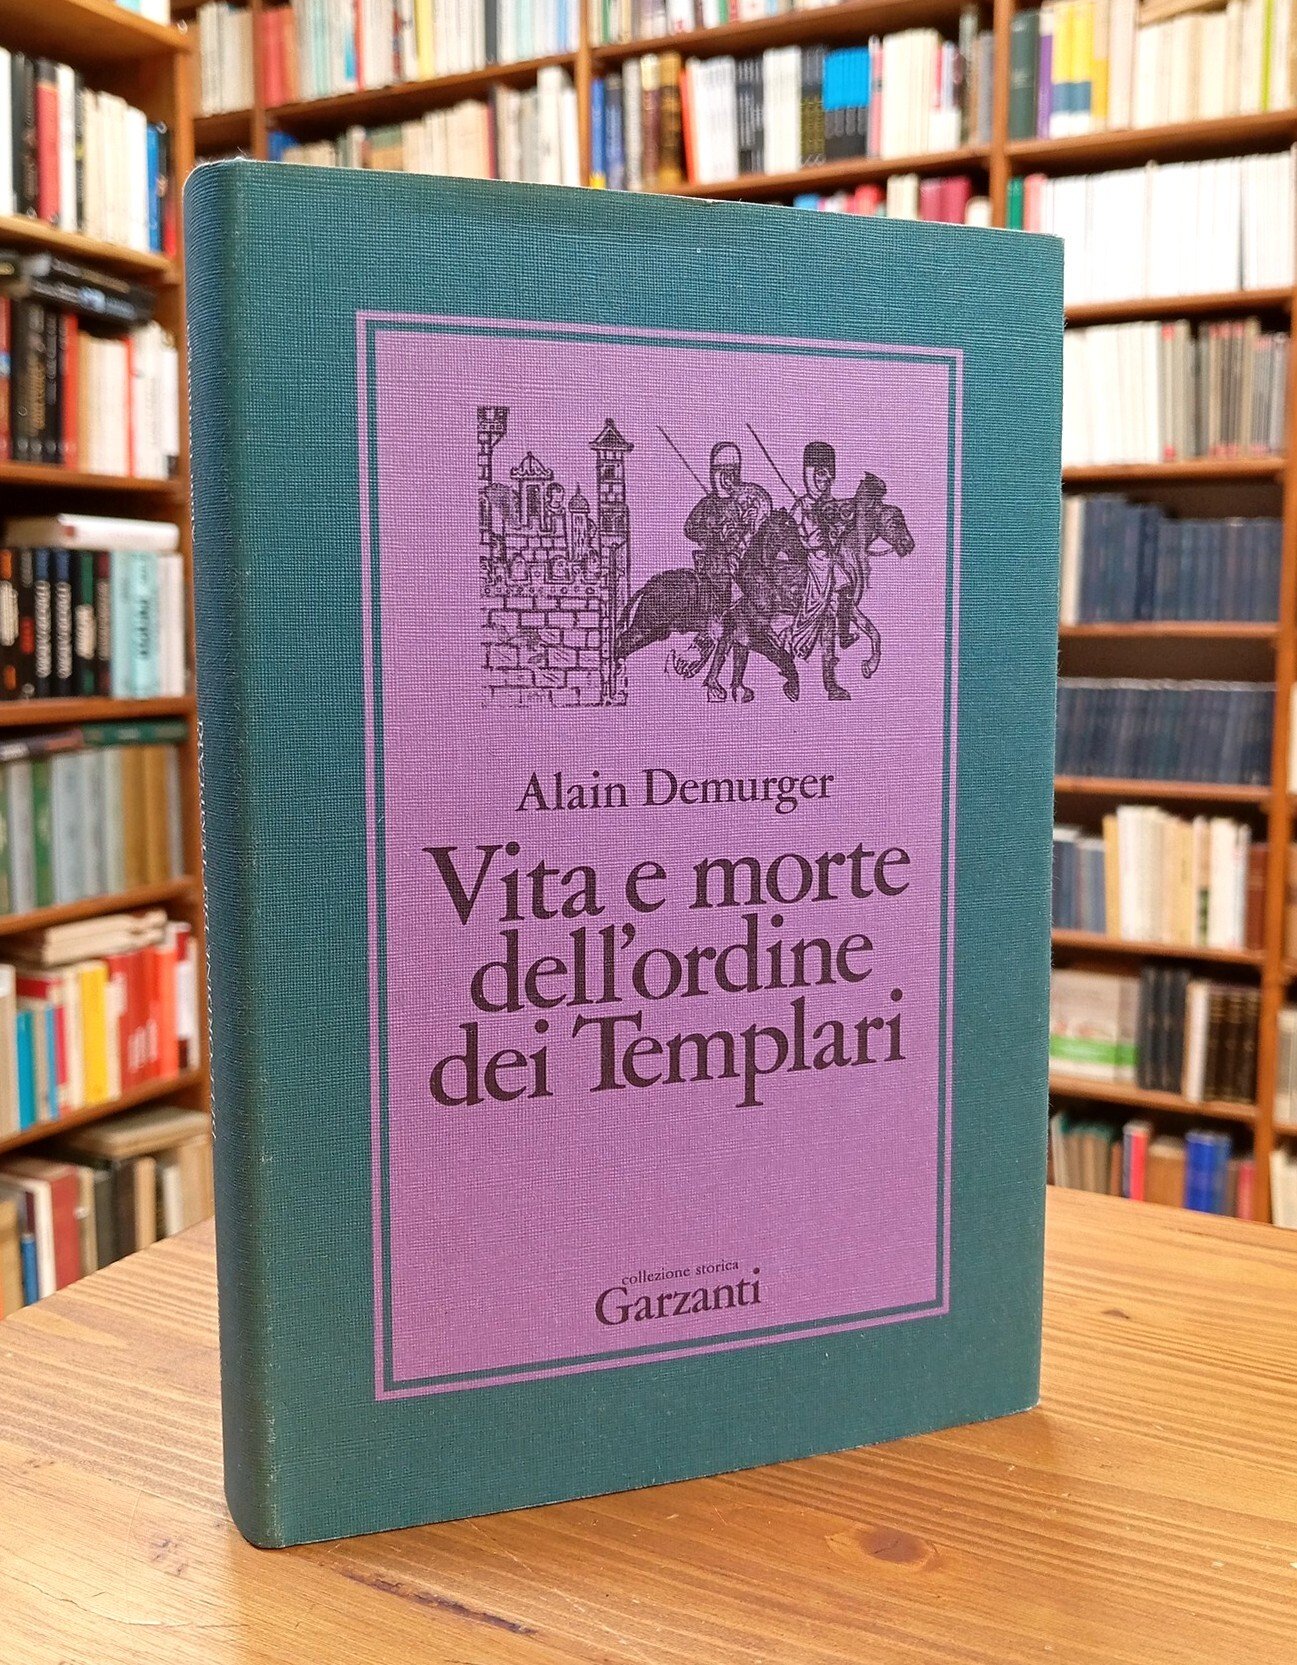 Alain Demurger
Vita e morte
dell'ordine
dei Templari
collezione storica
Garzanti